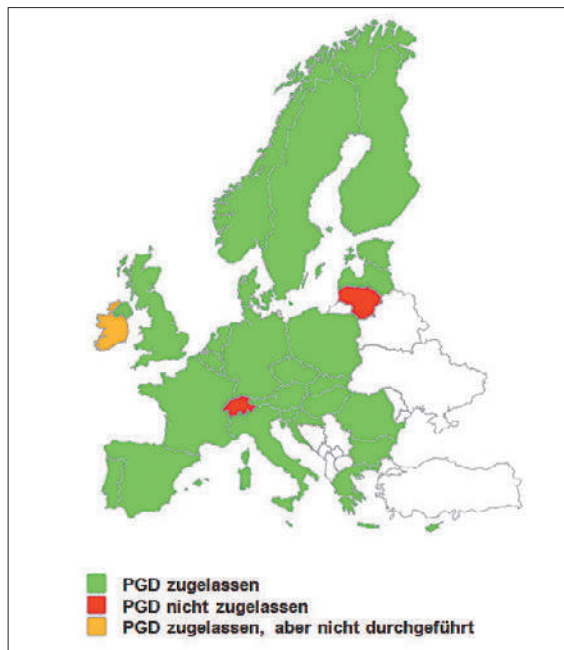 PGD zugelassen
PGD nicht zugelassen
PGD zugelassen, aber nicht durchgeführt